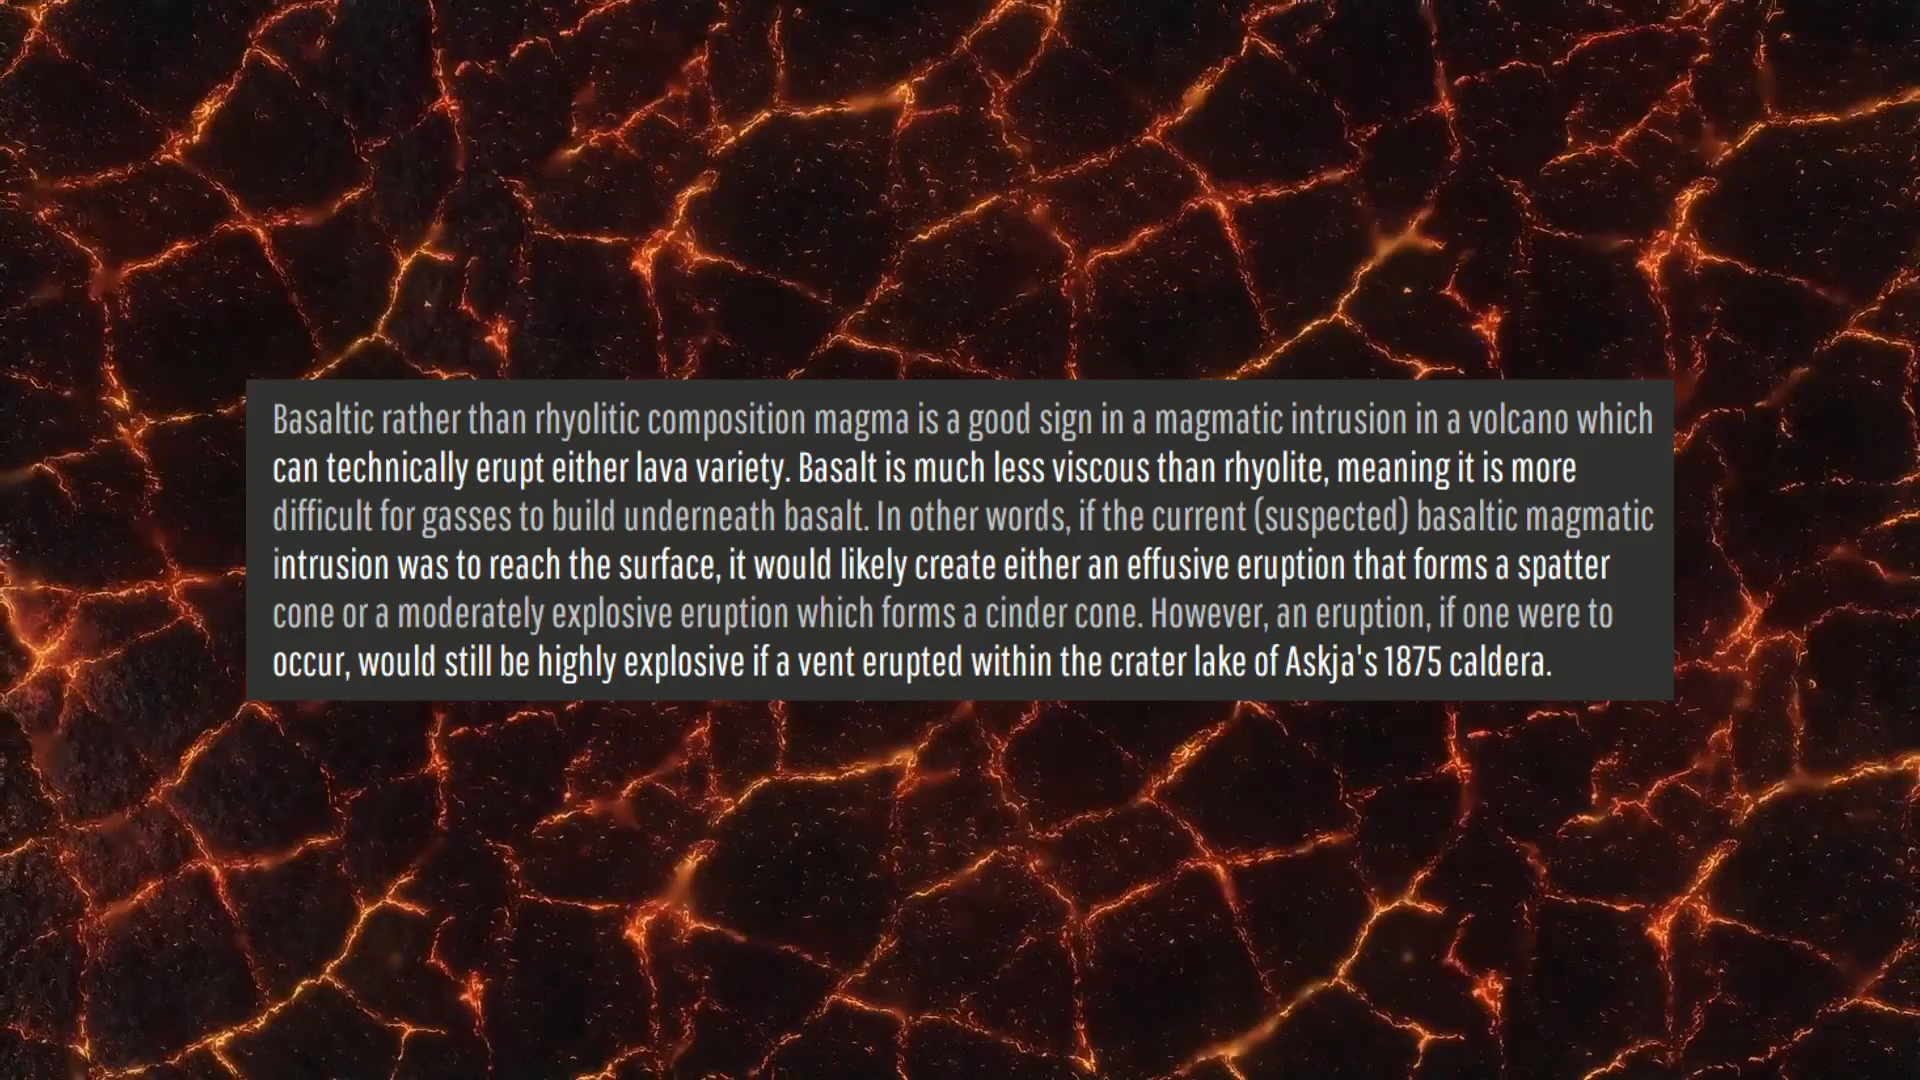 Basaltic rather than rhyolitic composition magma is a good sign in a magmatic intrusion in a volcano which
can technically erupt either lava variety. Basalt is much less viscous than rhyolite, meaning it is more
difficult for gasses to build underneath basalt. In other words, if the current (suspected) basaltic magmatic
intrusion was to reach the surface, it would likely create either an effusive eruption that forms a spatter
cone or a moderately explosive eruption which forms a cinder cone. However, an eruption, if one were to
occur, would still be highly explosive if a vent erupted within the crater lake of Askja's 1875 caldera.